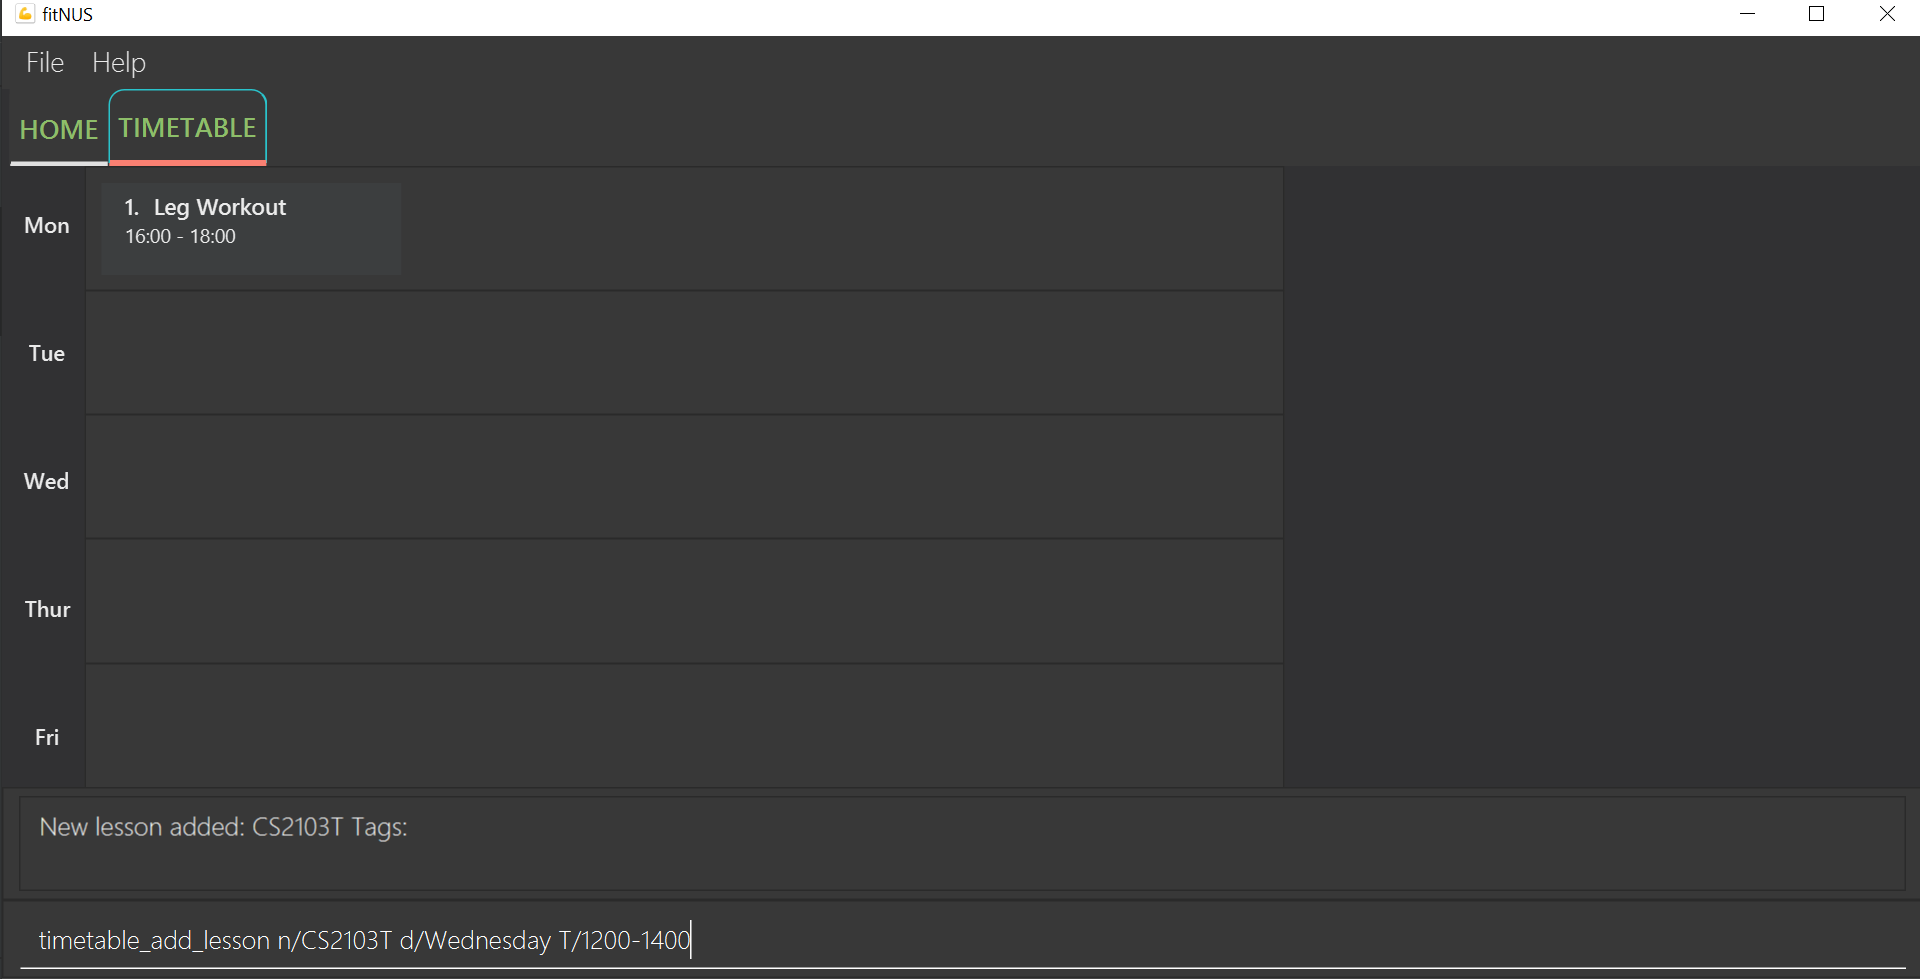 fitNUS
File Help
HOME TIMETABLE
Mon
1. Leg Workout
16:00 - 18:00
Tue
Wed
Thur
Fri
New lesson added: CS2103T Tags:
timetable_add_lesson n/CS2103T d/Wednesday T/1200-1400